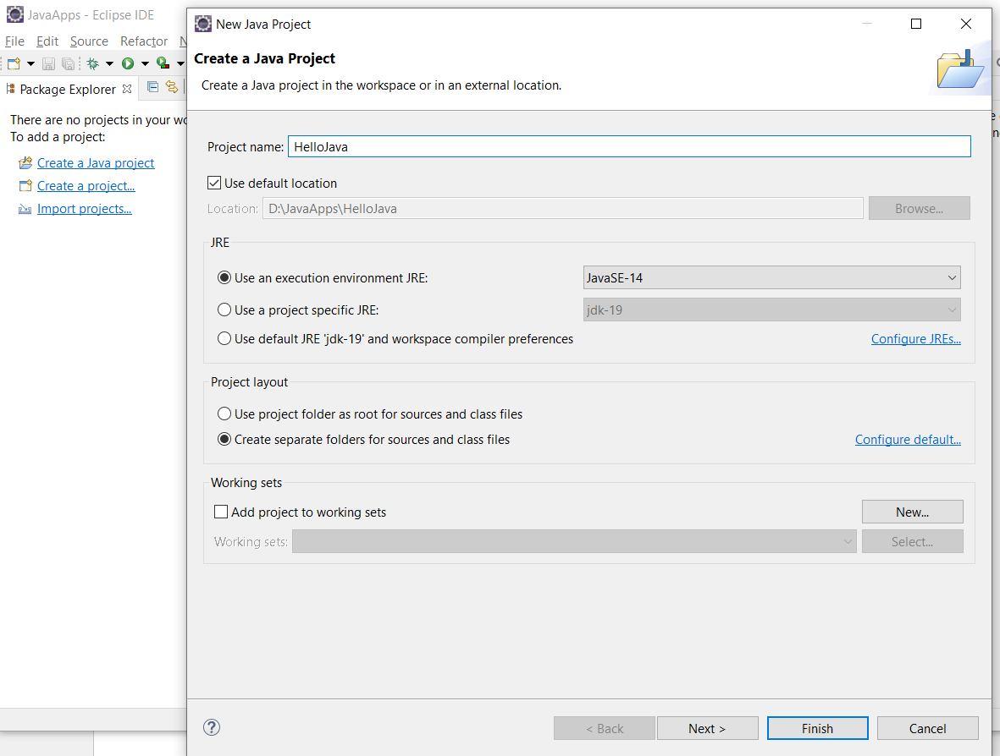 JavaApps - Eclipse IDE
File Edit Source Refactor N
Package Explorer
There are no projects in your wo
To add a project:
Create a Java project
Create a project...
Import projects...
New Java Project
Create a Java Project
Create a Java project in the workspace or in an external location.
Project name: HelloJava
Use default location
Location: D:\JavaApps\HelloJava Browse...
JRE
Use an execution environment JRE: JavaSE-14
Use a project specific JRE: jdk-19
Use default JRE 'jdk-19' and workspace compiler preferences Configure JREs...
Project layout
Use project folder as root for sources and class files
Create separate folders for sources and class files Configure default...
Working sets
Add project to working sets New...
Working sets: Select...
? < Back Next > Finish Cancel